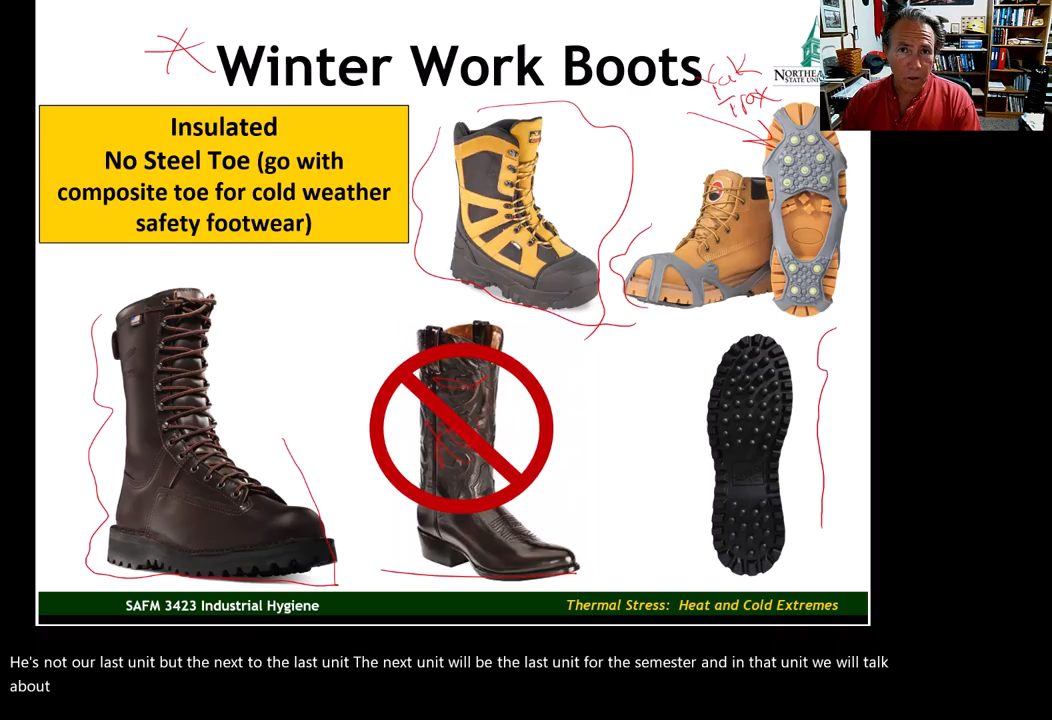 Winter Work Boots
Insulated
No Steel Toe (go with
composite toe for cold weather
safety footwear)
Trax
SAFM 3423 Industrial Hygiene
Thermal Stress: Heat and Cold Extremes
He's not our last unit but the next to the last unit The next unit will be the last unit for the semester and in that unit we will talk
about